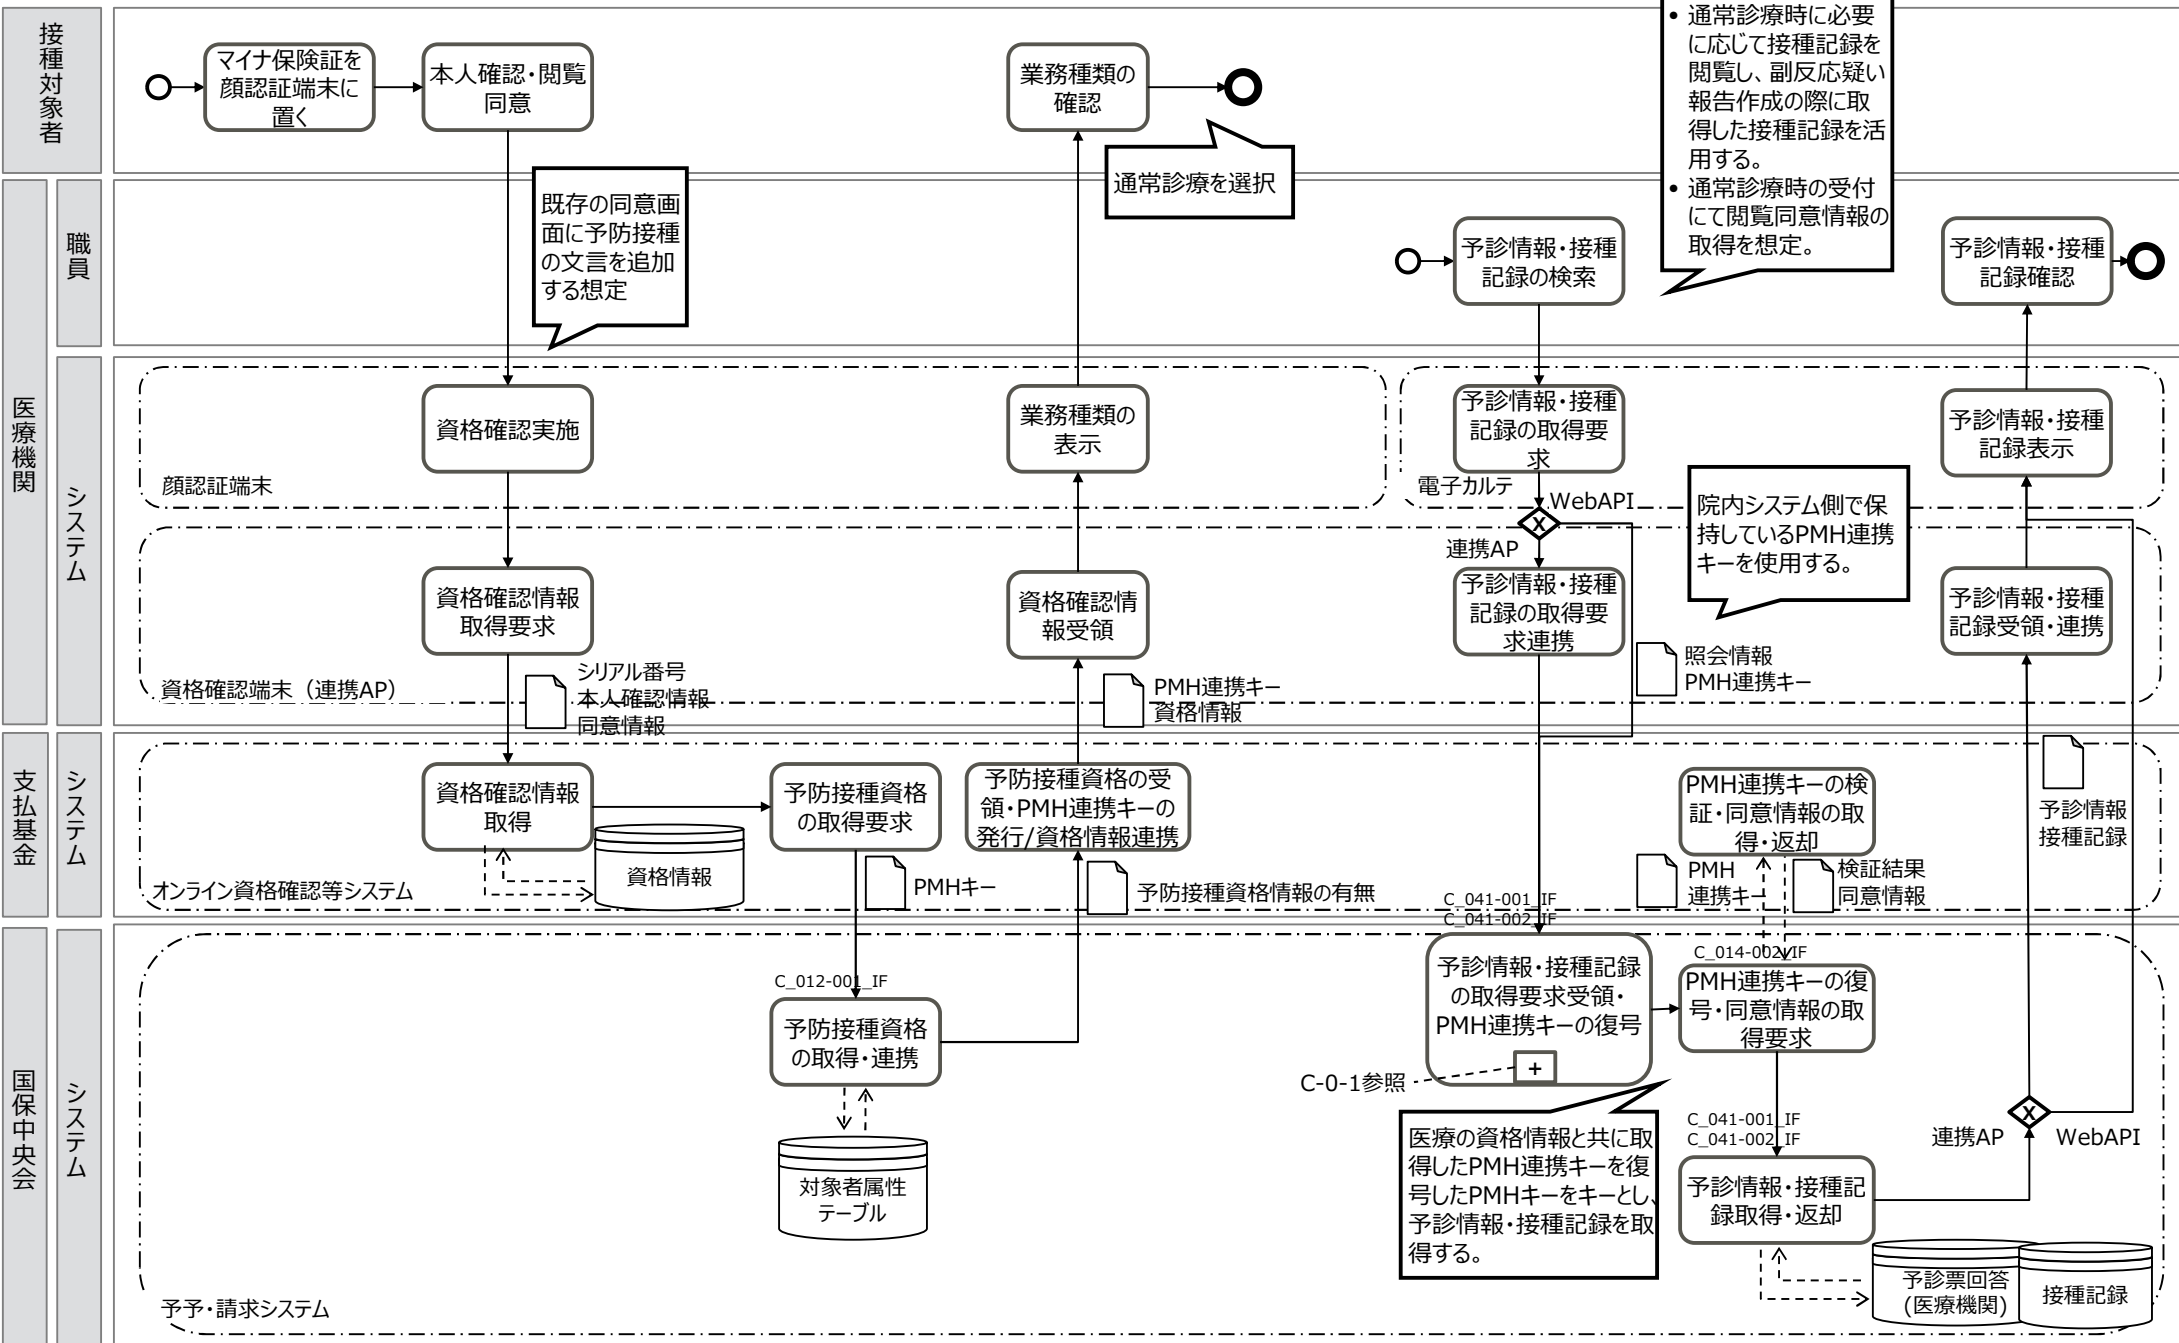 接種対象者
マイナ保険証を
顔認証端末に
置く
本人確認・閲覧
同意
業務種類の
確認
通常診療を選択
• 通常診療時に必要
に応じて接種記録を
閲覧し、副反応疑い
報告作成の際に取
得した接種記録を活
用する。
• 通常診療時の受付
にて閲覧同意情報の
取得を想定。
医療機関
職員
既存の同意画
面に予防接種
の文言を追加
する想定
予診情報・接種
記録の検索
予診情報・接種
記録確認
システム
資格確認実施
業務種類の
表示
顔認証端末
予診情報・接種
記録の取得要
求
電子カルテ
WebAPI
X
連携AP
予診情報・接種
記録表示
院内システム側で保
持しているPMH連携
キーを使用する。
資格確認情報
取得要求
資格確認情
報受領
予診情報・接種
記録の取得要
求連携
予診情報・接種
記録受領・連携
資格確認端末（連携AP）
シリアル番号
本人確認情報
同意情報
PMH連携キー
資格情報
照会情報
PMH連携キー
支払基金
システム
資格確認情報
取得
予防接種資格
の取得要求
予防接種資格の受
領・PMH連携キーの
発行/資格情報連携
PMH連携キーの検
証・同意情報の取
得・返却
予診情報
接種記録
資格情報
オンライン資格確認等システム
PMHキー
予防接種資格情報の有無
PMH
連携キー
検証結果
同意情報
C_041-001_IF
C_041-002_IF
国保中央会
システム
C_012-001_IF
予防接種資格
の取得・連携
対象者属性
テーブル
予診情報・接種記録
の取得要求受領・
PMH連携キーの復号
+
C-0-1参照
C_014-002_IF
PMH連携キーの復
号・同意情報の取
得要求
医療の資格情報と共に取
得したPMH連携キーを復
号したPMHキーをキーとし、
予診情報・接種記録を取
得する。
C_041-001_IF
C_041-002_IF
予診情報・接種記
録取得・返却
X
連携AP
WebAPI
予診票回答
(医療機関)
接種記録
予予・請求システム